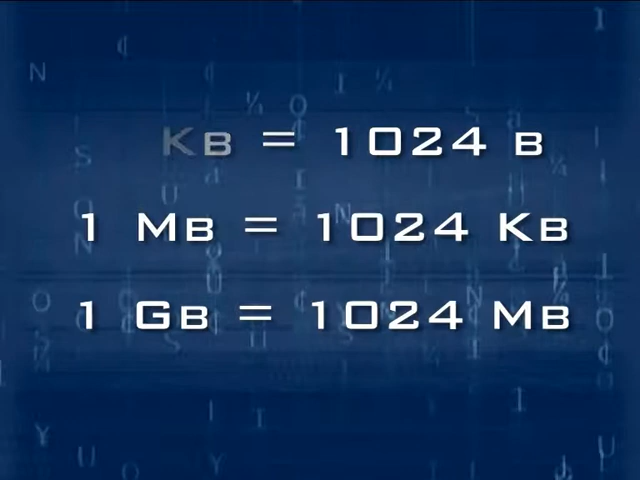 Kb = 1024 b
1 Mb = 1024 Kb
1 Gb = 1024 Mb